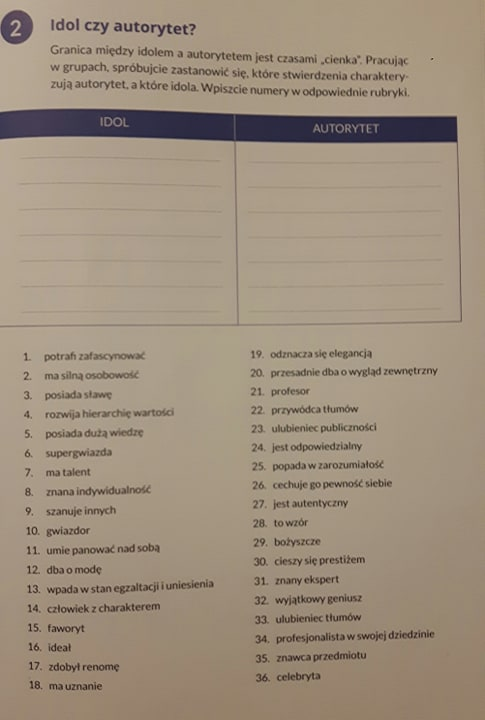 2
Idol czy autorytet?
Granica między idolem a autorytetem jest czasami „cienka”. Pracując
w grupach, spróbujcie zastanowić się, które stwierdzenia charaktery-
zują autorytet, a które idola. Wpiszcie numery w odpowiednie rubryki.
IDOL
AUTORYTET
1. potrafi zafascynować
2. ma silną osobowość
3. posiada sławę
4. rozwija hierarchię wartości
5. posiada dużą wiedzę
6. supergwiazda
7. ma talent
8. znana indywidualność
9. szanuje innych
10. gwiazdor
11. umie panować nad sobą
12. dba o modę
13. wpada w stan egzaltacji i uniesienia
14. człowiek z charakterem
15. faworyt
16. ideał
17. zdobył renomę
18. ma uznanie
19. odznacza się elegancją
20. przesadnie dba o wygląd zewnętrzny
21. profesor
22. przywódca tłumów
23. ulubieniec publiczności
24. jest odpowiedzialny
25. popada w zarozumiałość
26. cechuje go pewność siebie
27. jest autentyczny
28. to wzór
29. bożyszcze
30. cieszy się prestiżem
31. znany ekspert
32. wyjątkowy geniusz
33. ulubieniec tłumów
34. profesjonalista w swojej dziedzinie
35. znawca przedmiotu
36. celebryta